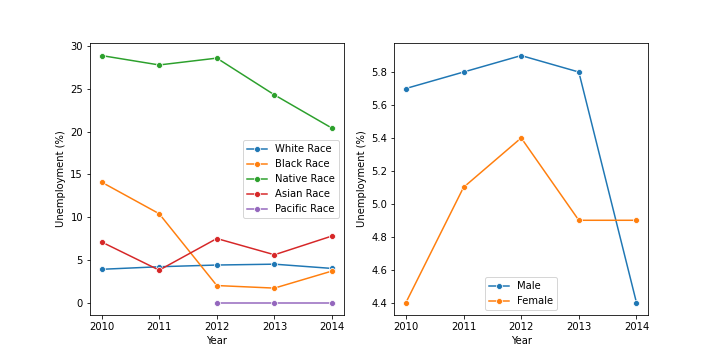 Unemployment (%)
30
25
20
15
10
5
0
2010 2011 2012 2013 2014
Year
White Race
Black Race
Native Race
Asian Race
Pacific Race
Unemployment (%)
5.8
5.6
5.4
5.2
5.0
4.8
4.6
4.4
2010 2011 2012 2013 2014
Year
Male
Female